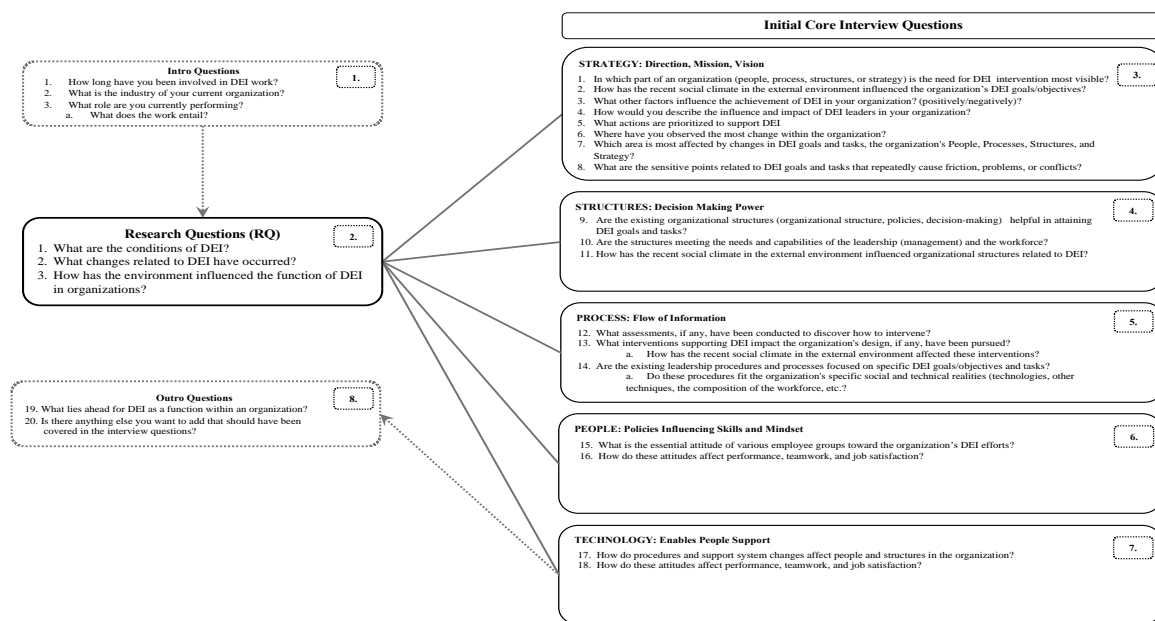 Initial Core Interview Questions
Intro Questions
1.
1. How long have you been involved in DEI work?
2. What is the industry of your current organization?
3. What role are you currently performing?
a. What does the work entail?
Research Questions (RQ)
2.
1. What are the conditions of DEI?
2. What changes related to DEI have occurred?
3. How has the environment influenced the function of DEI
in organizations?
STRATEGY: Direction, Mission, Vision
3.
1. In which part of an organization (people, process, structures, or strategy) is the need for DEI intervention most visible?
2. How has the recent social climate in the external environment influenced the organization's DEI goals/objectives?
3. What other factors influence the achievement of DEI in your organization? (positively/negatively)?
4. How would you describe the influence and impact of DEI leaders in your organization?
5. What actions are prioritized to support DEI
6. Where have you observed the most change within the organization?
7. Which area is most affected by changes in DEI goals and tasks, the organization's People, Processes, Structures, and
Strategy?
8. What are the sensitive points related to DEI goals and tasks that repeatedly cause friction, problems, or conflicts?
STRUCTURES: Decision Making Power
4.
9. Are the existing organizational structures (organizational structure, policies, decision-making) helpful in attaining
DEI goals and tasks?
10. Are the structures meeting the needs and capabilities of the leadership (management) and the workforce?
11. How has the recent social climate in the external environment influenced organizational structures related to DEI?
PROCESS: Flow of Information
5.
12. What assessments, if any, have been conducted to discover how to intervene?
13. What interventions supporting DEI impact the organization's design, if any, have been pursued?
a. How has the recent social climate in the external environment affected these interventions?
14. Are the existing leadership procedures and processes focused on specific DEI goals/objectives and tasks?
a. Do these procedures fit the organization's specific social and technical realities (technologies, other
techniques, the composition of the workforce, etc.?
PEOPLE: Policies Influencing Skills and Mindset
6.
15. What is the essential attitude of various employee groups toward the organization's DEI efforts?
16. How do these attitudes affect performance, teamwork, and job satisfaction?
TECHNOLOGY: Enables People Support
7.
17. How do procedures and support system changes affect people and structures in the organization?
18. How do these attitudes affect performance, teamwork, and job satisfaction?
Outro Questions
8.
19. What lies ahead for DEI as a function within an organization?
20. Is there anything else you want to add that should have been
covered in the interview questions?